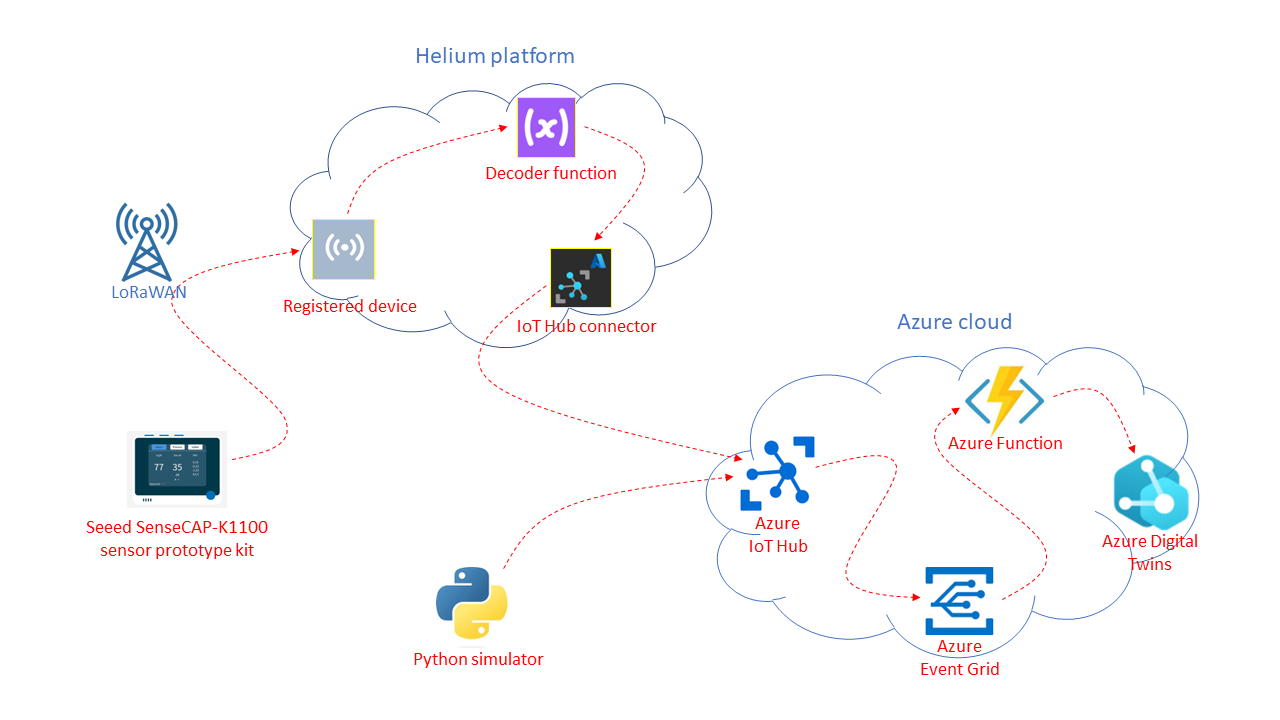 Helium platform
(x)
Decoder function
LoRaWAN
Registered device
IoT Hub connector
Azure cloud
Azure Function
77 35
Seeed SenseCAP-K1100
sensor prototype kit
Azure
IoT Hub
Azure Digital
Twins
Python simulator
Azure
Event Grid